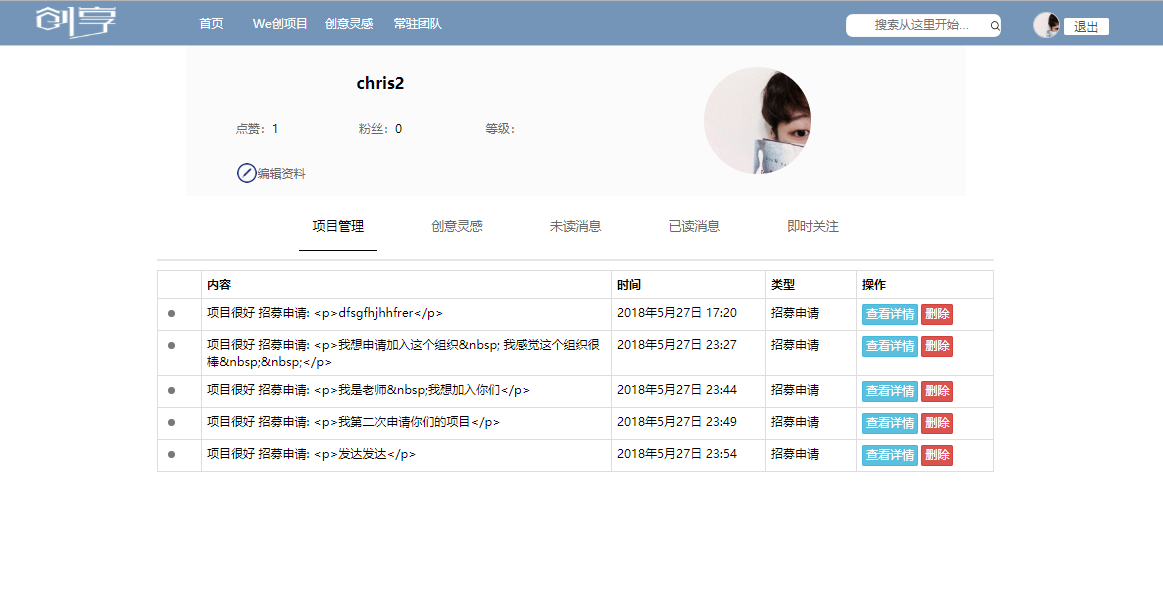 创享
首页 We创项目 创意灵感 常驻团队 搜索从这里开始... 退出
chris2
点赞：1 粉丝：0 等级：
编辑资料
项目管理 创意灵感 未读消息 已读消息 即时关注
内容 时间 类型 操作
项目很好 招募申请: <p>dfsgfhjhhfrer</p> 2018年5月27日 17:20 招募申请 查看详情 删除
项目很好 招募申请: <p>我想申请加入这个组织&nbsp; 我感觉这个组织很 2018年5月27日 23:27 招募申请 查看详情 删除
棒&nbsp;&nbsp;</p>
项目很好 招募申请: <p>我是老师&nbsp;我想加入你们</p> 2018年5月27日 23:44 招募申请 查看详情 删除
项目很好 招募申请: <p>我第二次申请你们的项目</p> 2018年5月27日 23:49 招募申请 查看详情 删除
项目很好 招募申请: <p>发达发达</p> 2018年5月27日 23:54 招募申请 查看详情 删除